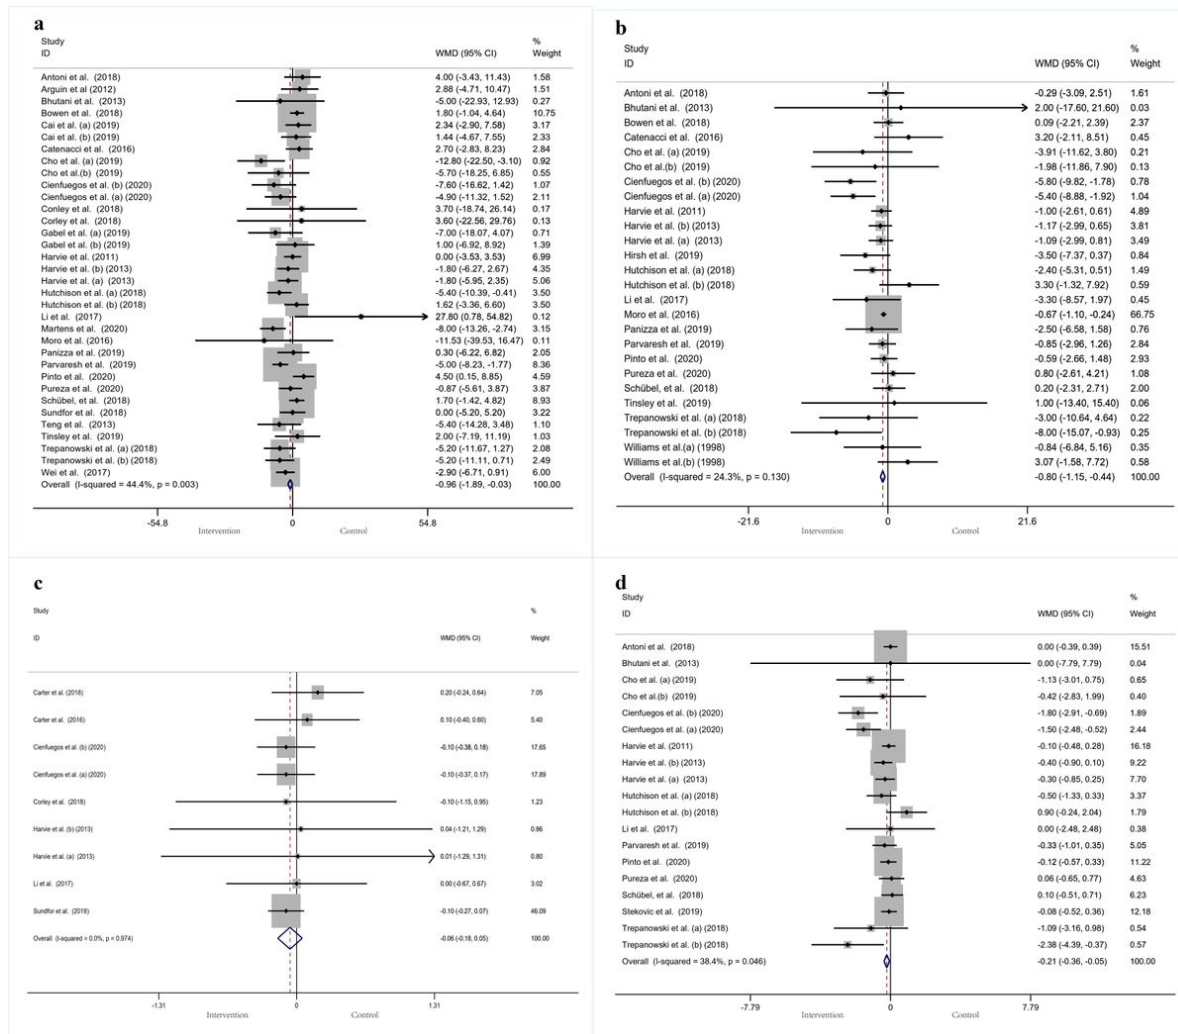 a
Study %
ID WMD (95% CI) Weight
Antoni et al. (2018) 4.00 (-3.43, 11.43) 1.58
Arguin et al (2012) 2.88 (-4.71, 10.47) 1.51
Bhutani et al. (2013) -5.00 (-22.93, 12.93) 0.27
Bowen et al. (2018) 1.80 (-1.04, 4.64) 10.75
Cai et al. (a) (2019) 2.34 (-2.90, 7.58) 3.17
Cai et al. (b) (2019) 1.44 (-4.67, 7.55) 2.33
Catenacci et al. (2016) 2.70 (-2.83, 8.23) 2.84
Cho et al. (a) (2019) -12.80 (-22.50, -3.10) 0.92
Cho et al.(b) (2019) -5.70 (-18.25, 6.85) 0.55
Cienfuegos et al. (b) (2020) -7.60 (-16.62, 1.42) 1.07
Cienfuegos et al. (a) (2020) -4.90 (-11.32, 1.52) 2.11
Conley et al. (2018) 3.70 (-18.74, 26.14) 0.17
Corley et al. (2018) 3.60 (-22.56, 29.76) 0.13
Gabel et al. (a) (2019) -7.00 (-18.07, 4.07) 0.71
Gabel et al. (b) (2019) 1.00 (-6.92, 8.92) 1.39
Harvie et al. (2011) 0.00 (-3.53, 3.53) 6.99
Harvie et al. (b) (2013) -1.80 (-6.27, 2.67) 4.35
Harvie et al. (a) (2013) -1.80 (-5.95, 2.35) 5.06
Hutchison et al. (a) (2018) -5.40 (-10.39, -0.41) 3.50
Hutchison et al. (b) (2018) 1.62 (-3.36, 6.60) 3.50
Li et al. (2017) 27.80 (0.78, 54.82) 0.12
Martens et al. (2020) -8.00 (-13.26, -2.74) 3.15
Moro et al. (2016) -11.53 (-39.53, 16.47) 0.11
Panizza et al. (2019) 0.30 (-6.22, 6.82) 2.05
Parvaresh et al. (2019) -5.00 (-8.23, -1.77) 8.36
Pinto et al. (2020) 4.50 (0.15, 8.85) 4.59
Pureza et al. (2020) -0.87 (-5.61, 3.87) 3.87
Schübel, et al. (2018) 1.70 (-1.42, 4.82) 8.93
Sundfor et al. (2018) 0.00 (-5.20, 5.20) 3.22
Teng et al. (2013) -5.40 (-14.28, 3.48) 1.10
Tinsley et al. (2019) 2.00 (-7.19, 11.19) 1.03
Trepanowski et al. (a) (2018) -5.20 (-11.67, 1.27) 2.08
Trepanowski et al. (b) (2018) -5.20 (-11.11, 0.71) 2.49
Wei et al. (2017) -2.90 (-6.71, 0.91) 6.00
Overall (I-squared = 44.4%, p = 0.003) -0.96 (-1.89, -0.03) 100.00
-54.8 0 54.8
Intervention Control
b
Study %
ID WMD (95% CI) Weight
Antoni et al. (2018) -0.29 (-3.09, 2.51) 1.61
Bhutani et al. (2013) 2.00 (-17.60, 21.60) 0.03
Bowen et al. (2018) 0.09 (-2.21, 2.39) 2.37
Catenacci et al. (2016) 3.20 (-2.11, 8.51) 0.45
Cho et al. (a) (2019) -3.91 (-11.62, 3.80) 0.21
Cho et al.(b) (2019) -1.98 (-11.86, 7.90) 0.13
Cienfuegos et al. (b) (2020) -5.80 (-9.82, -1.78) 0.78
Cienfuegos et al. (a) (2020) -5.40 (-8.88, -1.92) 1.04
Harvie et al. (2011) -1.00 (-2.61, 0.61) 4.89
Harvie et al. (b) (2013) -1.17 (-2.99, 0.65) 3.81
Harvie et al. (a) (2013) -1.09 (-2.99, 0.81) 3.49
Hirsh et al. (2019) -3.50 (-7.37, 0.37) 0.84
Hutchison et al. (a) (2018) -2.40 (-5.31, 0.51) 1.49
Hutchison et al. (b) (2018) 3.30 (-1.32, 7.92) 0.59
Li et al. (2017) -3.30 (-8.57, 1.97) 0.45
Moro et al. (2016) -0.67 (-1.10, -0.24) 66.75
Panizza et al. (2019) -2.50 (-6.58, 1.58) 0.76
Parvaresh et al. (2019) -0.85 (-2.96, 1.26) 2.84
Pinto et al. (2020) -0.59 (-2.66, 1.48) 2.93
Pureza et al. (2020) 0.80 (-2.61, 4.21) 1.08
Schübel, et al. (2018) 0.20 (-2.31, 2.71) 2.00
Tinsley et al. (2019) 1.00 (-13.40, 15.40) 0.06
Trepanowski et al. (a) (2018) -3.00 (-10.64, 4.64) 0.22
Trepanowski et al. (b) (2018) -8.00 (-15.07, -0.93) 0.25
Williams et al.(a) (1998) -0.84 (-6.84, 5.16) 0.35
Williams et al.(b) (1998) 3.07 (-1.58, 7.72) 0.58
Overall (I-squared = 24.3%, p = 0.130) -0.80 (-1.15, -0.44) 100.00
-21.6 0 21.6
Intervention Control
c
Study %
ID WMD (95% CI) Weight
Carter et al. (2018) 0.20 (-0.24, 0.64) 7.05
Carter et al. (2016) 0.10 (-0.40, 0.60) 5.40
Cienfuegos et al. (b) (2020) -0.10 (-0.38, 0.18) 17.65
Cienfuegos et al. (a) (2020) -0.10 (-0.37, 0.17) 17.89
Corley et al. (2018) -0.10 (-1.15, 0.95) 1.23
Harvie et al. (b) (2013) 0.04 (-1.21, 1.29) 0.86
Harvie et al. (a) (2013) 0.01 (-1.29, 1.31) 0.80
Li et al. (2017) 0.00 (-0.67, 0.67) 3.02
Sundfor et al. (2018) -0.10 (-0.27, 0.07) 46.09
Overall (I-squared = 0.0%, p = 0.974) -0.06 (-0.18, 0.05) 100.00
-1.31 0 1.31
Intervention Control
d
Study %
ID WMD (95% CI) Weight
Antoni et al. (2018) 0.00 (-0.39, 0.39) 15.51
Bhutani et al. (2013) 0.00 (-7.79, 7.79) 0.04
Cho et al. (a) (2019) -1.13 (-3.01, 0.75) 0.65
Cho et al.(b) (2019) -0.42 (-2.83, 1.99) 0.40
Cienfuegos et al. (b) (2020) -1.80 (-2.91, -0.69) 1.89
Cienfuegos et al. (a) (2020) -1.50 (-2.48, -0.52) 2.44
Harvie et al. (2011) -0.10 (-0.48, 0.28) 16.18
Harvie et al. (b) (2013) -0.40 (-0.90, 0.10) 9.22
Harvie et al. (a) (2013) -0.30 (-0.85, 0.25) 7.70
Hutchison et al. (a) (2018) -0.50 (-1.33, 0.33) 3.37
Hutchison et al. (b) (2018) 0.90 (-0.24, 2.04) 1.79
Li et al. (2017) 0.00 (-2.48, 2.48) 0.38
Parvaresh et al. (2019) -0.33 (-1.01, 0.35) 5.05
Pinto et al. (2020) -0.12 (-0.57, 0.33) 11.22
Pureza et al. (2020) 0.06 (-0.65, 0.77) 4.63
Schübel, et al. (2018) 0.10 (-0.51, 0.71) 6.23
Stekovic et al. (2019) -0.08 (-0.52, 0.36) 12.18
Trepanowski et al. (a) (2018) -1.09 (-3.16, 0.98) 0.54
Trepanowski et al. (b) (2018) -2.38 (-4.39, -0.37) 0.57
Overall (I-squared = 38.4%, p = 0.046) -0.21 (-0.36, -0.05) 100.00
-7.79 0 7.79
Intervention Control